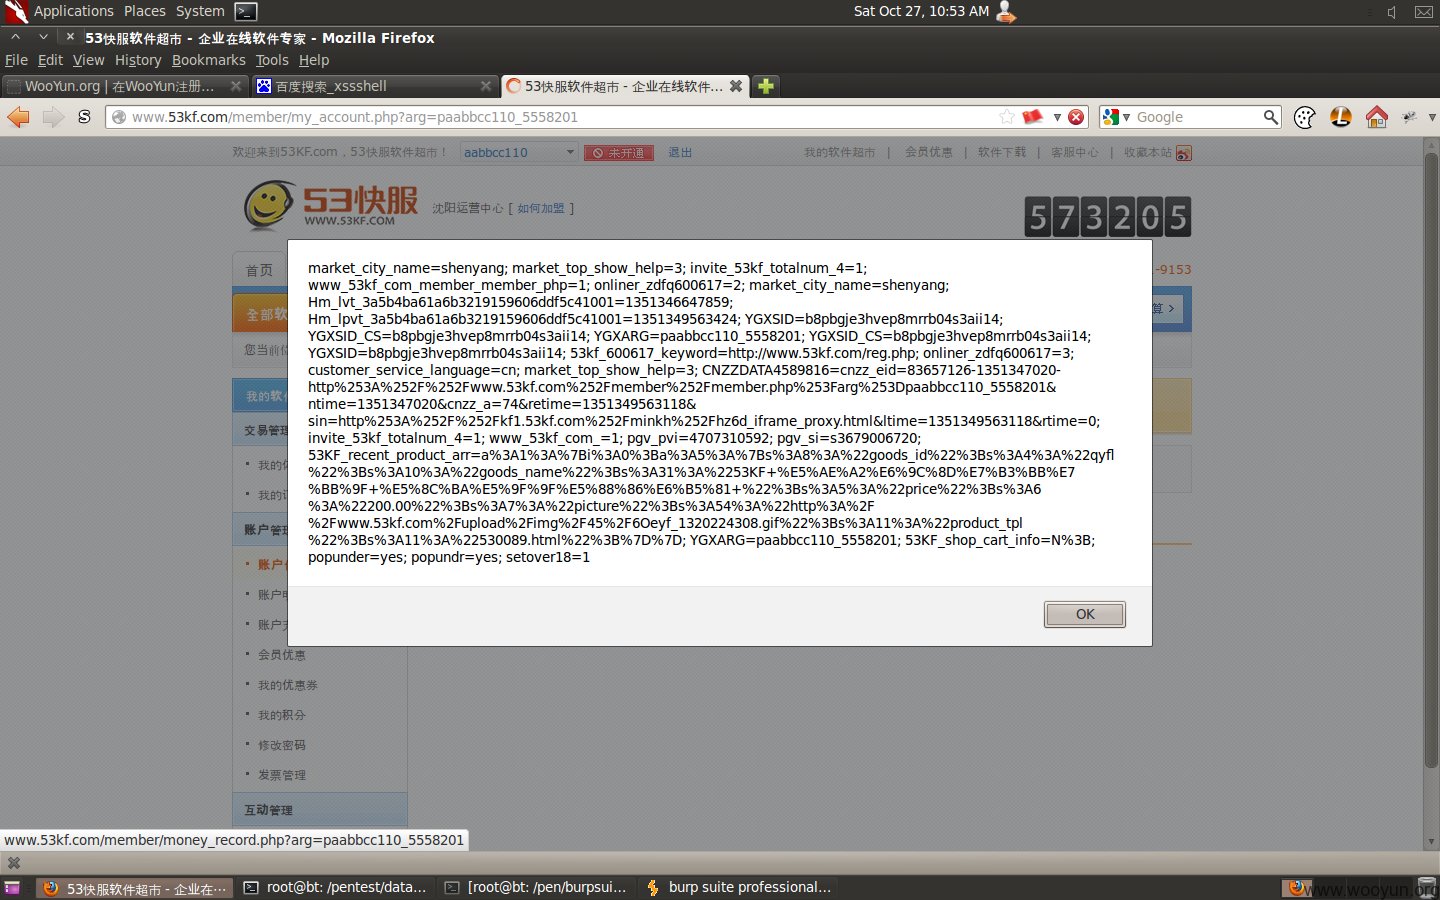 Applications Places System
Sat Oct 27, 10:53 AM
53快服软件超市 - 企业在线软件专家 - Mozilla Firefox
File Edit View History Bookmarks Tools Help
WooYun.org | 在WooYun注册...
百度搜索_xssshell
53快服软件超市 - 企业在线软件...
www.53kf.com/member/my_account.php?arg=paabbcc110_5558201
Google
欢迎来到53KF.com，53快服软件超市！ aabbcc110 未开通 退出
我的软件超市 | 会员优惠 | 软件下载 | 客服中心 | 收藏本站
53快服
WWW.53KF.COM
沈阳运营中心 [ 如何加盟 ]
573205
首页
-9153
全部软
算 >
您当前位
market_city_name=shenyang; market_top_show_help=3; invite_53kf_totalnum_4=1;
www_53kf_com_member_member_php=1; onliner_zdfq600617=2; market_city_name=shenyang;
Hm_lvt_3a5b4ba61a6b3219159606ddf5c41001=1351346647859;
Hm_lpvt_3a5b4ba61a6b3219159606ddf5c41001=1351349563424; YGXSID=b8pbgje3hvep8mrrb04s3aii14;
YGXSID_CS=b8pbgje3hvep8mrrb04s3aii14; YGXARG=paabbcc110_5558201; YGXSID_CS=b8pbgje3hvep8mrrb04s3aii14;
YGXSID=b8pbgje3hvep8mrrb04s3aii14; 53kf_600617_keyword=http://www.53kf.com/reg.php; onliner_zdfq600617=3;
customer_service_language=cn; market_top_show_help=3; CNZZDATA4589816=cnzz_eid=83657126-1351347020-
http%253A%252F%252Fwww.53kf.com%252Fmember%252Fmember.php%253Farg%253Dpaabbcc110_5558201&
ntime=1351347020&cnzz_a=74&retime=1351349563118&
sin=http%253A%252F%252Fkf1.53kf.com%252Fminkh%252Fhz6d_iframe_proxy.html&ltime=1351349563118&rtime=0;
invite_53kf_totalnum_4=1; www_53kf_com_=1; pgv_pvi=4707310592; pgv_si=s3679006720;
53KF_recent_product_arr=a%3A1%3A%7Bi%3A0%3Ba%3A5%3A%7Bs%3A8%3A%22goods_id%22%3Bs%3A4%3A%22qyfl
%22%3Bs%3A10%3A%22goods_name%22%3Bs%3A31%3A%2253KF+%E5%AE%A2%E6%9C%8D%E7%B3%BB%E7
%BB%9F+%E5%8C%BA%E5%9F%9F%E5%88%86%E6%B5%81+%22%3Bs%3A5%3A%22price%22%3Bs%3A6
%3A%22200.00%22%3Bs%3A7%3A%22picture%22%3Bs%3A54%3A%22http%3A%2F
%2Fwww.53kf.com%2Fupload%2Fimg%2F45%2F6Oeyf_1320224308.gif%22%3Bs%3A11%3A%22product_tpl
%22%3Bs%3A11%3A%22530089.html%22%3B%7D%7D; YGXARG=paabbcc110_5558201; 53KF_shop_cart_info=N%3B;
popunder=yes; popundr=yes; setover18=1
OK
我的软
交易管理
我的
我的
账户管理
账户
账户
账户
会员优惠
我的优惠券
我的积分
修改密码
发票管理
互动管理
www.53kf.com/member/money_record.php?arg=paabbcc110_5558201
53快服软件超市 - 企业在...
root@bt: /pentest/data...
[root@bt: /pen/burpsui...
burp suite professional...
www.wooyun.org